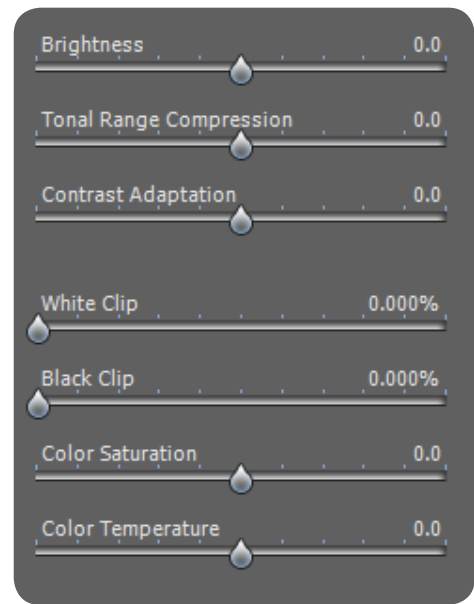 Brightness 0.0
Tonal Range Compression 0.0
Contrast Adaptation 0.0
White Clip 0.000%
Black Clip 0.000%
Color Saturation 0.0
Color Temperature 0.0